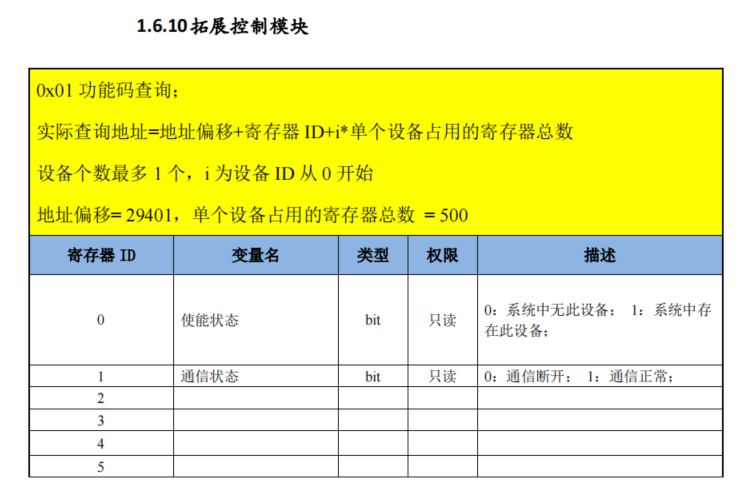 1.6.10拓展控制模块
0x01 功能码查询;
实际查询地址=地址偏移+寄存器 ID+i*单个设备占用的寄存器总数
设备个数最多 1 个，i 为设备 ID 从 0 开始
地址偏移= 29401，单个设备占用的寄存器总数 = 500
寄存器 ID 变量名 类型 权限 描述
0 使能状态 bit 只读 0：系统中无此设备； 1：系统中存
在此设备；
1 通信状态 bit 只读 0：通信断开； 1：通信正常；
2
3
4
5